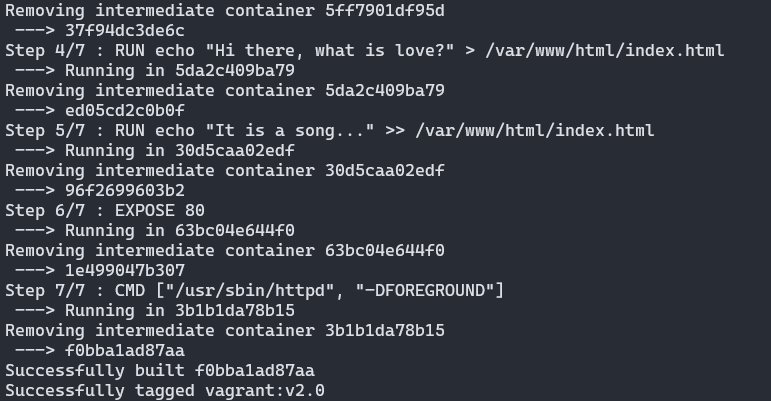 Removing intermediate container 5ff7901df95d
 ---> 37f94dc3de6c
Step 4/7 : RUN echo "Hi there, what is love?" > /var/www/html/index.html
 ---> Running in 5da2c409ba79
Removing intermediate container 5da2c409ba79
 ---> ed05cd2c0b0f
Step 5/7 : RUN echo "It is a song..." >> /var/www/html/index.html
 ---> Running in 30d5caa02edf
Removing intermediate container 30d5caa02edf
 ---> 96f2699603b2
Step 6/7 : EXPOSE 80
 ---> Running in 63bc04e644f0
Removing intermediate container 63bc04e644f0
 ---> 1e499047b307
Step 7/7 : CMD ["/usr/sbin/httpd", "-DFOREGROUND"]
 ---> Running in 3b1b1da78b15
Removing intermediate container 3b1b1da78b15
 ---> f0bba1ad87aa
Successfully built f0bba1ad87aa
Successfully tagged vagrant:v2.0